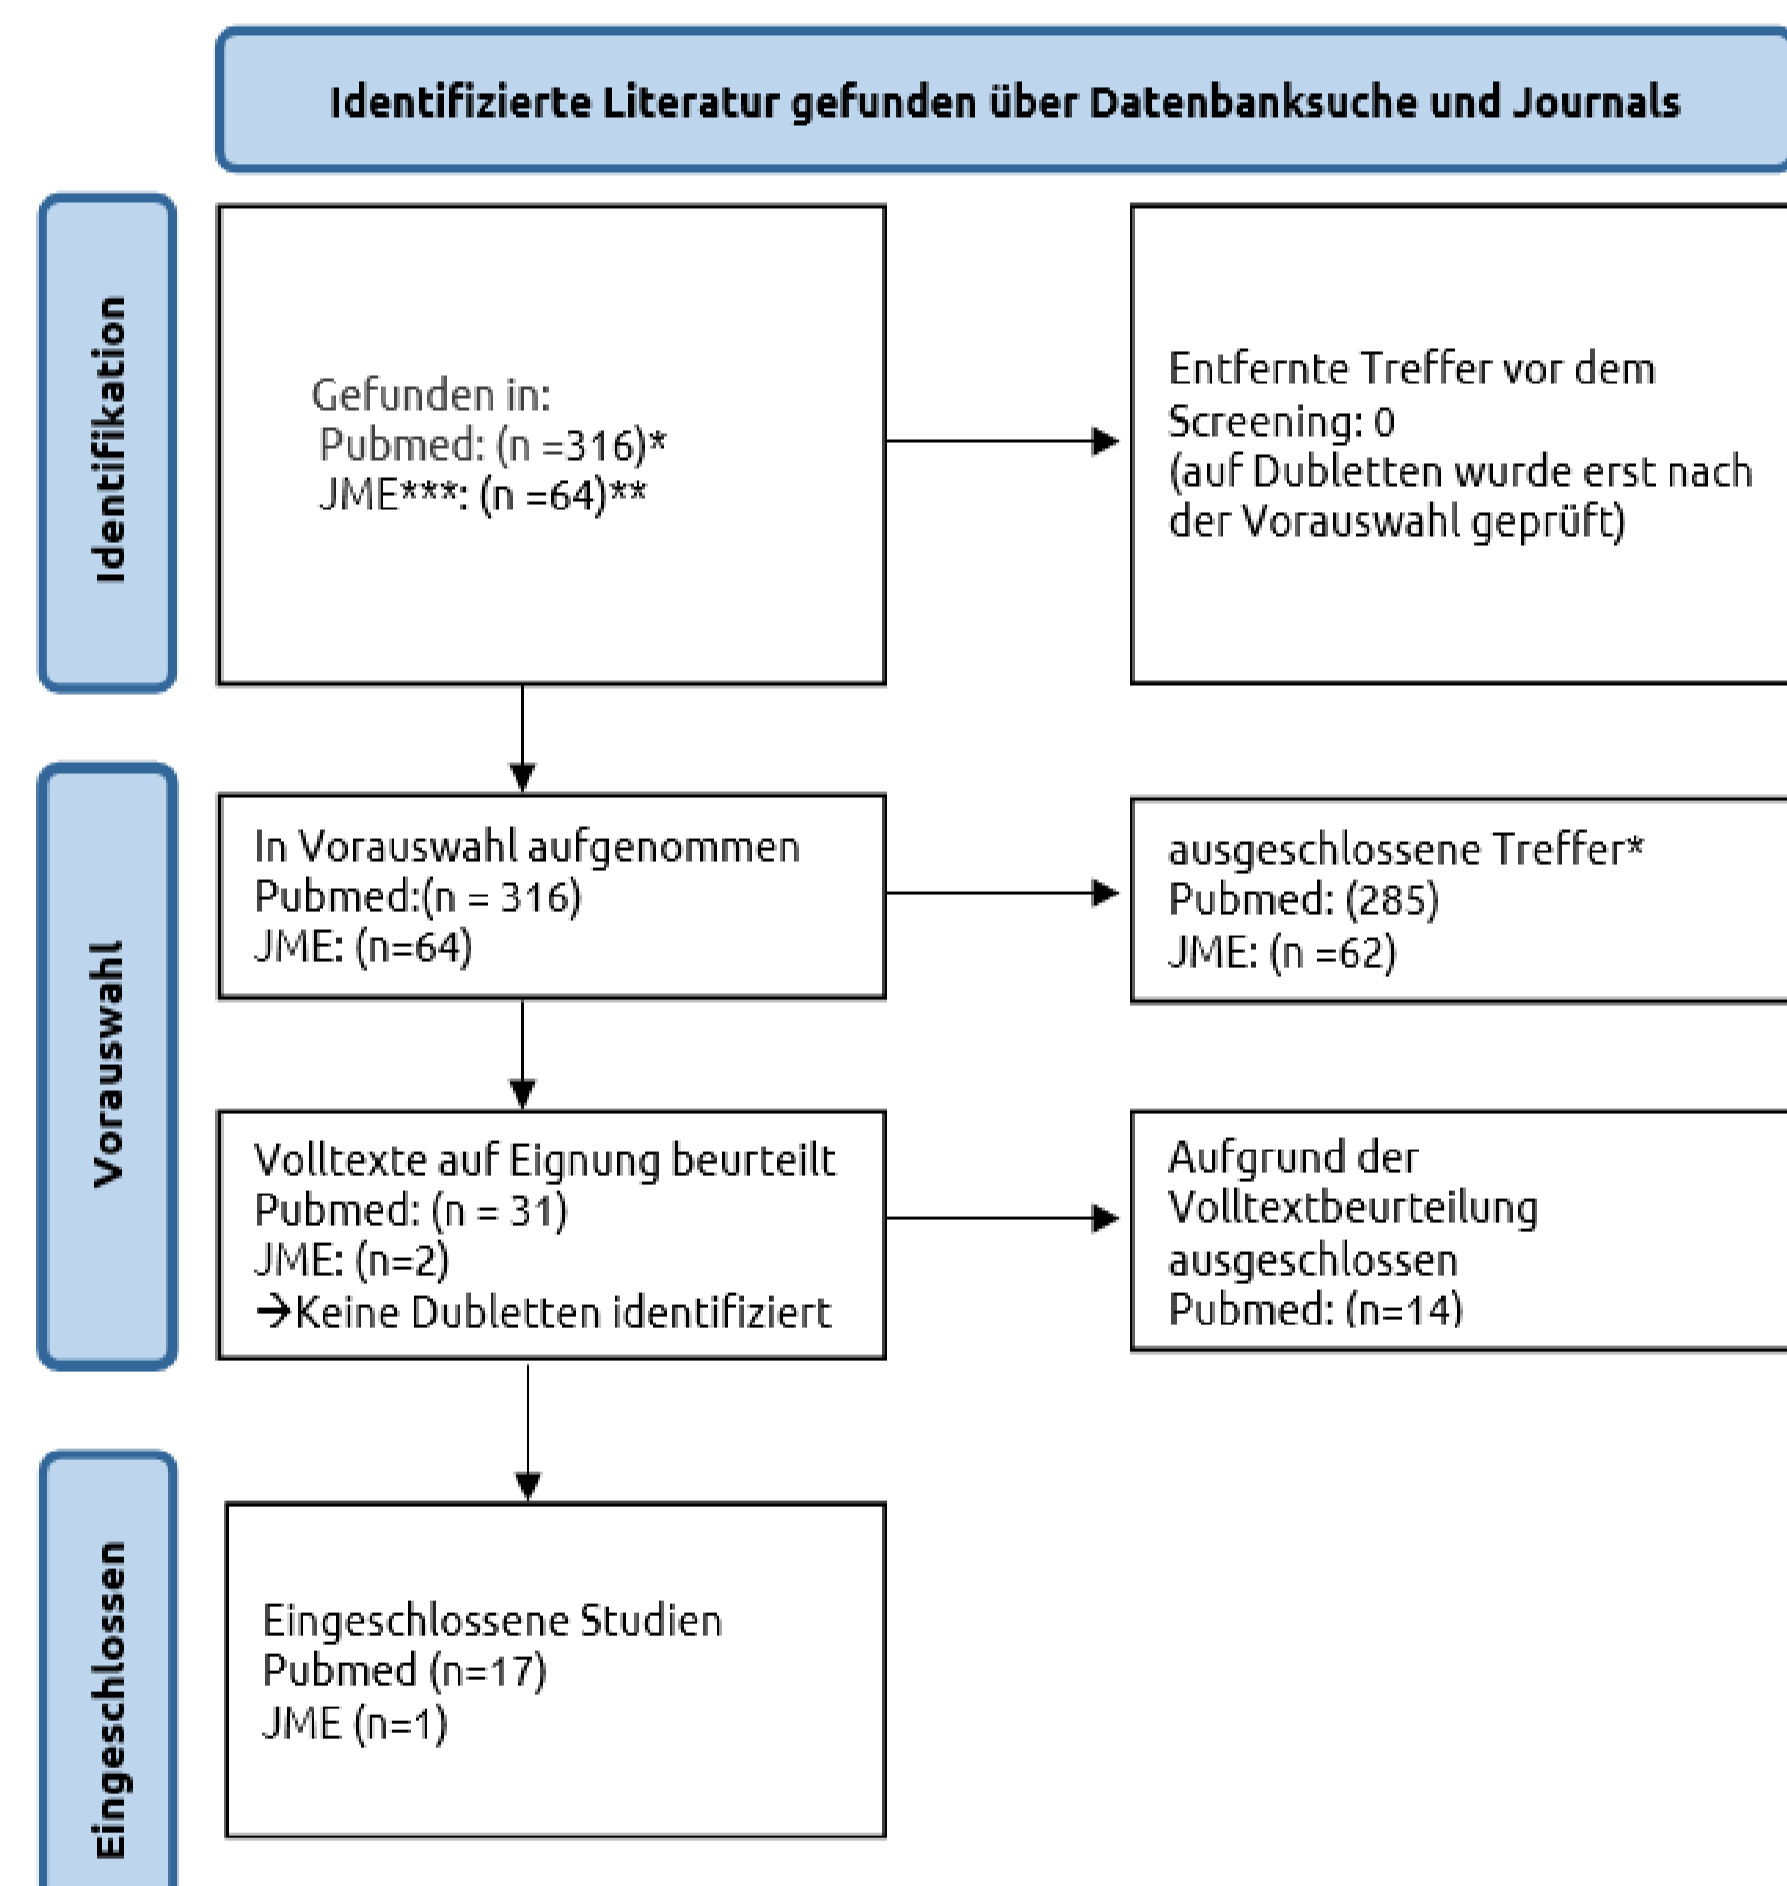 Identifizierte Literatur gefunden über Datenbanksuche und Journals
Identifikation
Gefunden in:
Pubmed: (n =316)*
JME***: (n =64)**
Entfernte Treffer vor dem
Screening: 0
(auf Dubletten wurde erst nach
der Vorauswahl geprüft)
Vorauswahl
In Vorauswahl aufgenommen
Pubmed:(n = 316)
JME: (n=64)
ausgeschlossene Treffer*
Pubmed: (285)
JME: (n =62)
Volltexte auf Eignung beurteilt
Pubmed: (n = 31)
JME: (n=2)
→Keine Dubletten identifiziert
Aufgrund der
Volltextbeurteilung
ausgeschlossen
Pubmed: (n=14)
Eingeschlossen
Eingeschlossene Studien
Pubmed (n=17)
JME (n=1)